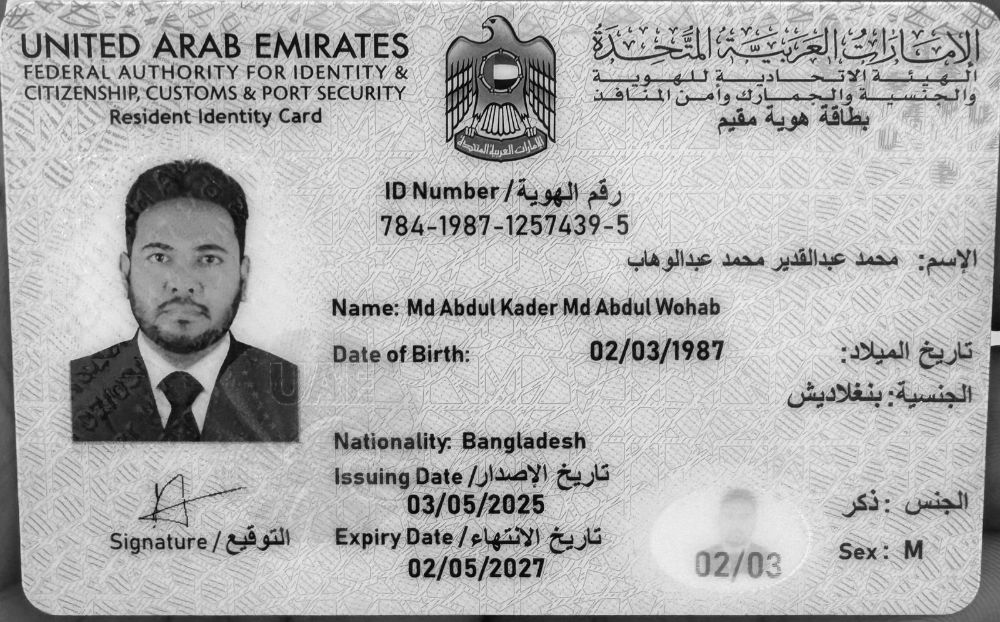 UNITED ARAB EMIRATES
FEDERAL AUTHORITY FOR IDENTITY &
CITIZENSHIP, CUSTOMS & PORT SECURITY
Resident Identity Card
الإمارات العربية المتحدة
الهيئة الاتحادية للهوية
والجنسية والجمارك وأمن المنافذ
بطاقة هوية مقيم
الإمارات العربية المتحدة
ID Number / رقم الهوية
784-1987-1257439-5
الإسم: محمد عبدالقدير محمد عبدالوهاب
Name: Md Abdul Kader Md Abdul Wohab
Date of Birth: 02/03/1987 تاريخ الميلاد:
الجنسية: بنغلاديش
UAE
Nationality: Bangladesh
Issuing Date / تاريخ الإصدار
03/05/2025
Expiry Date / تاريخ الانتهاء
02/05/2027
Signature / التوقيع
الجنس : ذكر
Sex: M
02/03